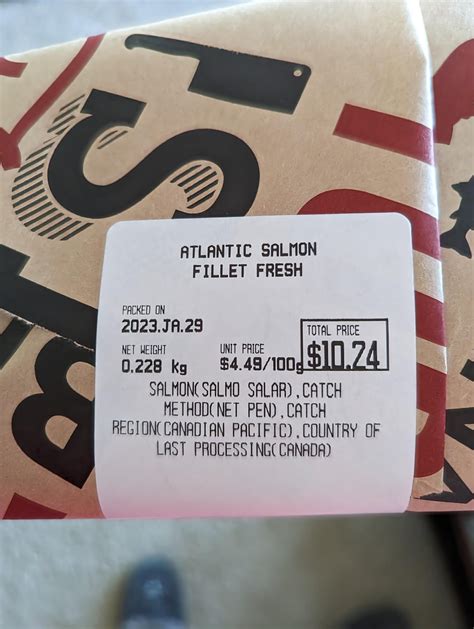 ATLANTIC SALMON
FILLET FRESH
PACKED ON
2023.JA.29
NET WEIGHT
0.228 kg
UNIT PRICE
$4.49/100g
TOTAL PRICE
$10.24
SALMON(SALMO SALAR),CATCH
METHOD(NET PEN),CATCH
REGION(CANADIAN PACIFIC),COUNTRY OF
LAST PROCESSING(CANADA)